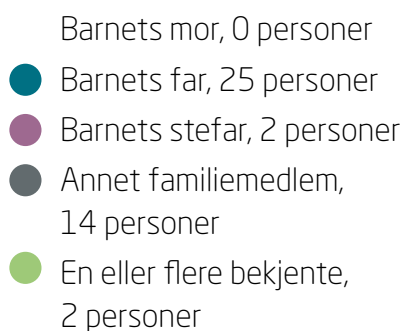 Barnets mor, 0 personer
Barnets far, 25 personer
Barnets stefar, 2 personer
Annet familiemedlem,
14 personer
En eller flere bekjente,
2 personer